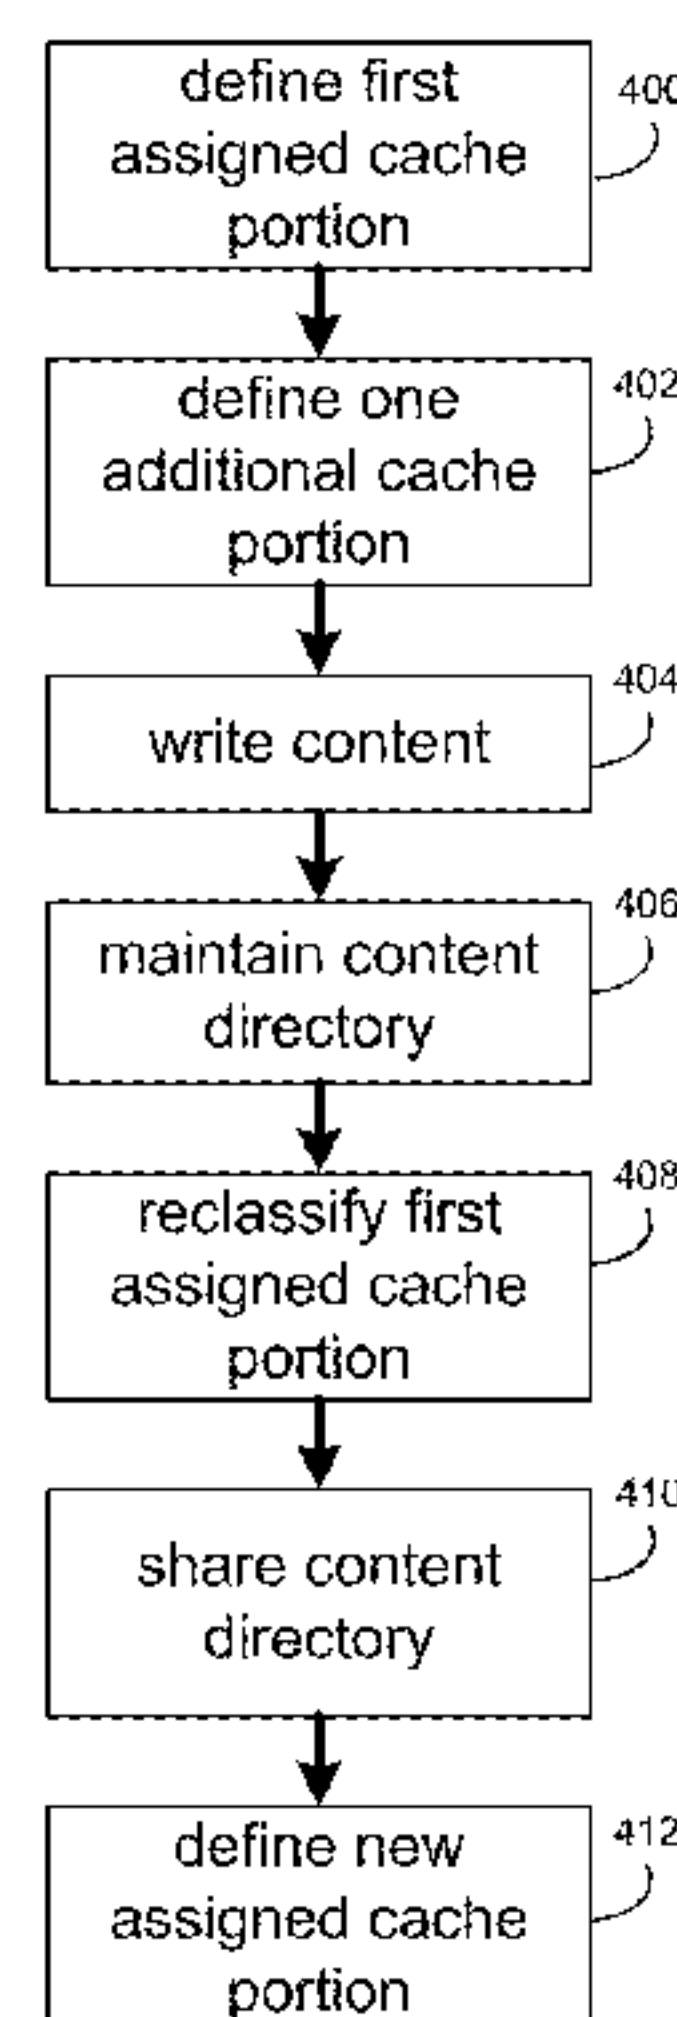 define first
assigned cache
portion
400
define one
additional cache
portion
402
write content
404
maintain content
directory
406
reclassify first
assigned cache
portion
408
share content
directory
410
define new
assigned cache
portion
412